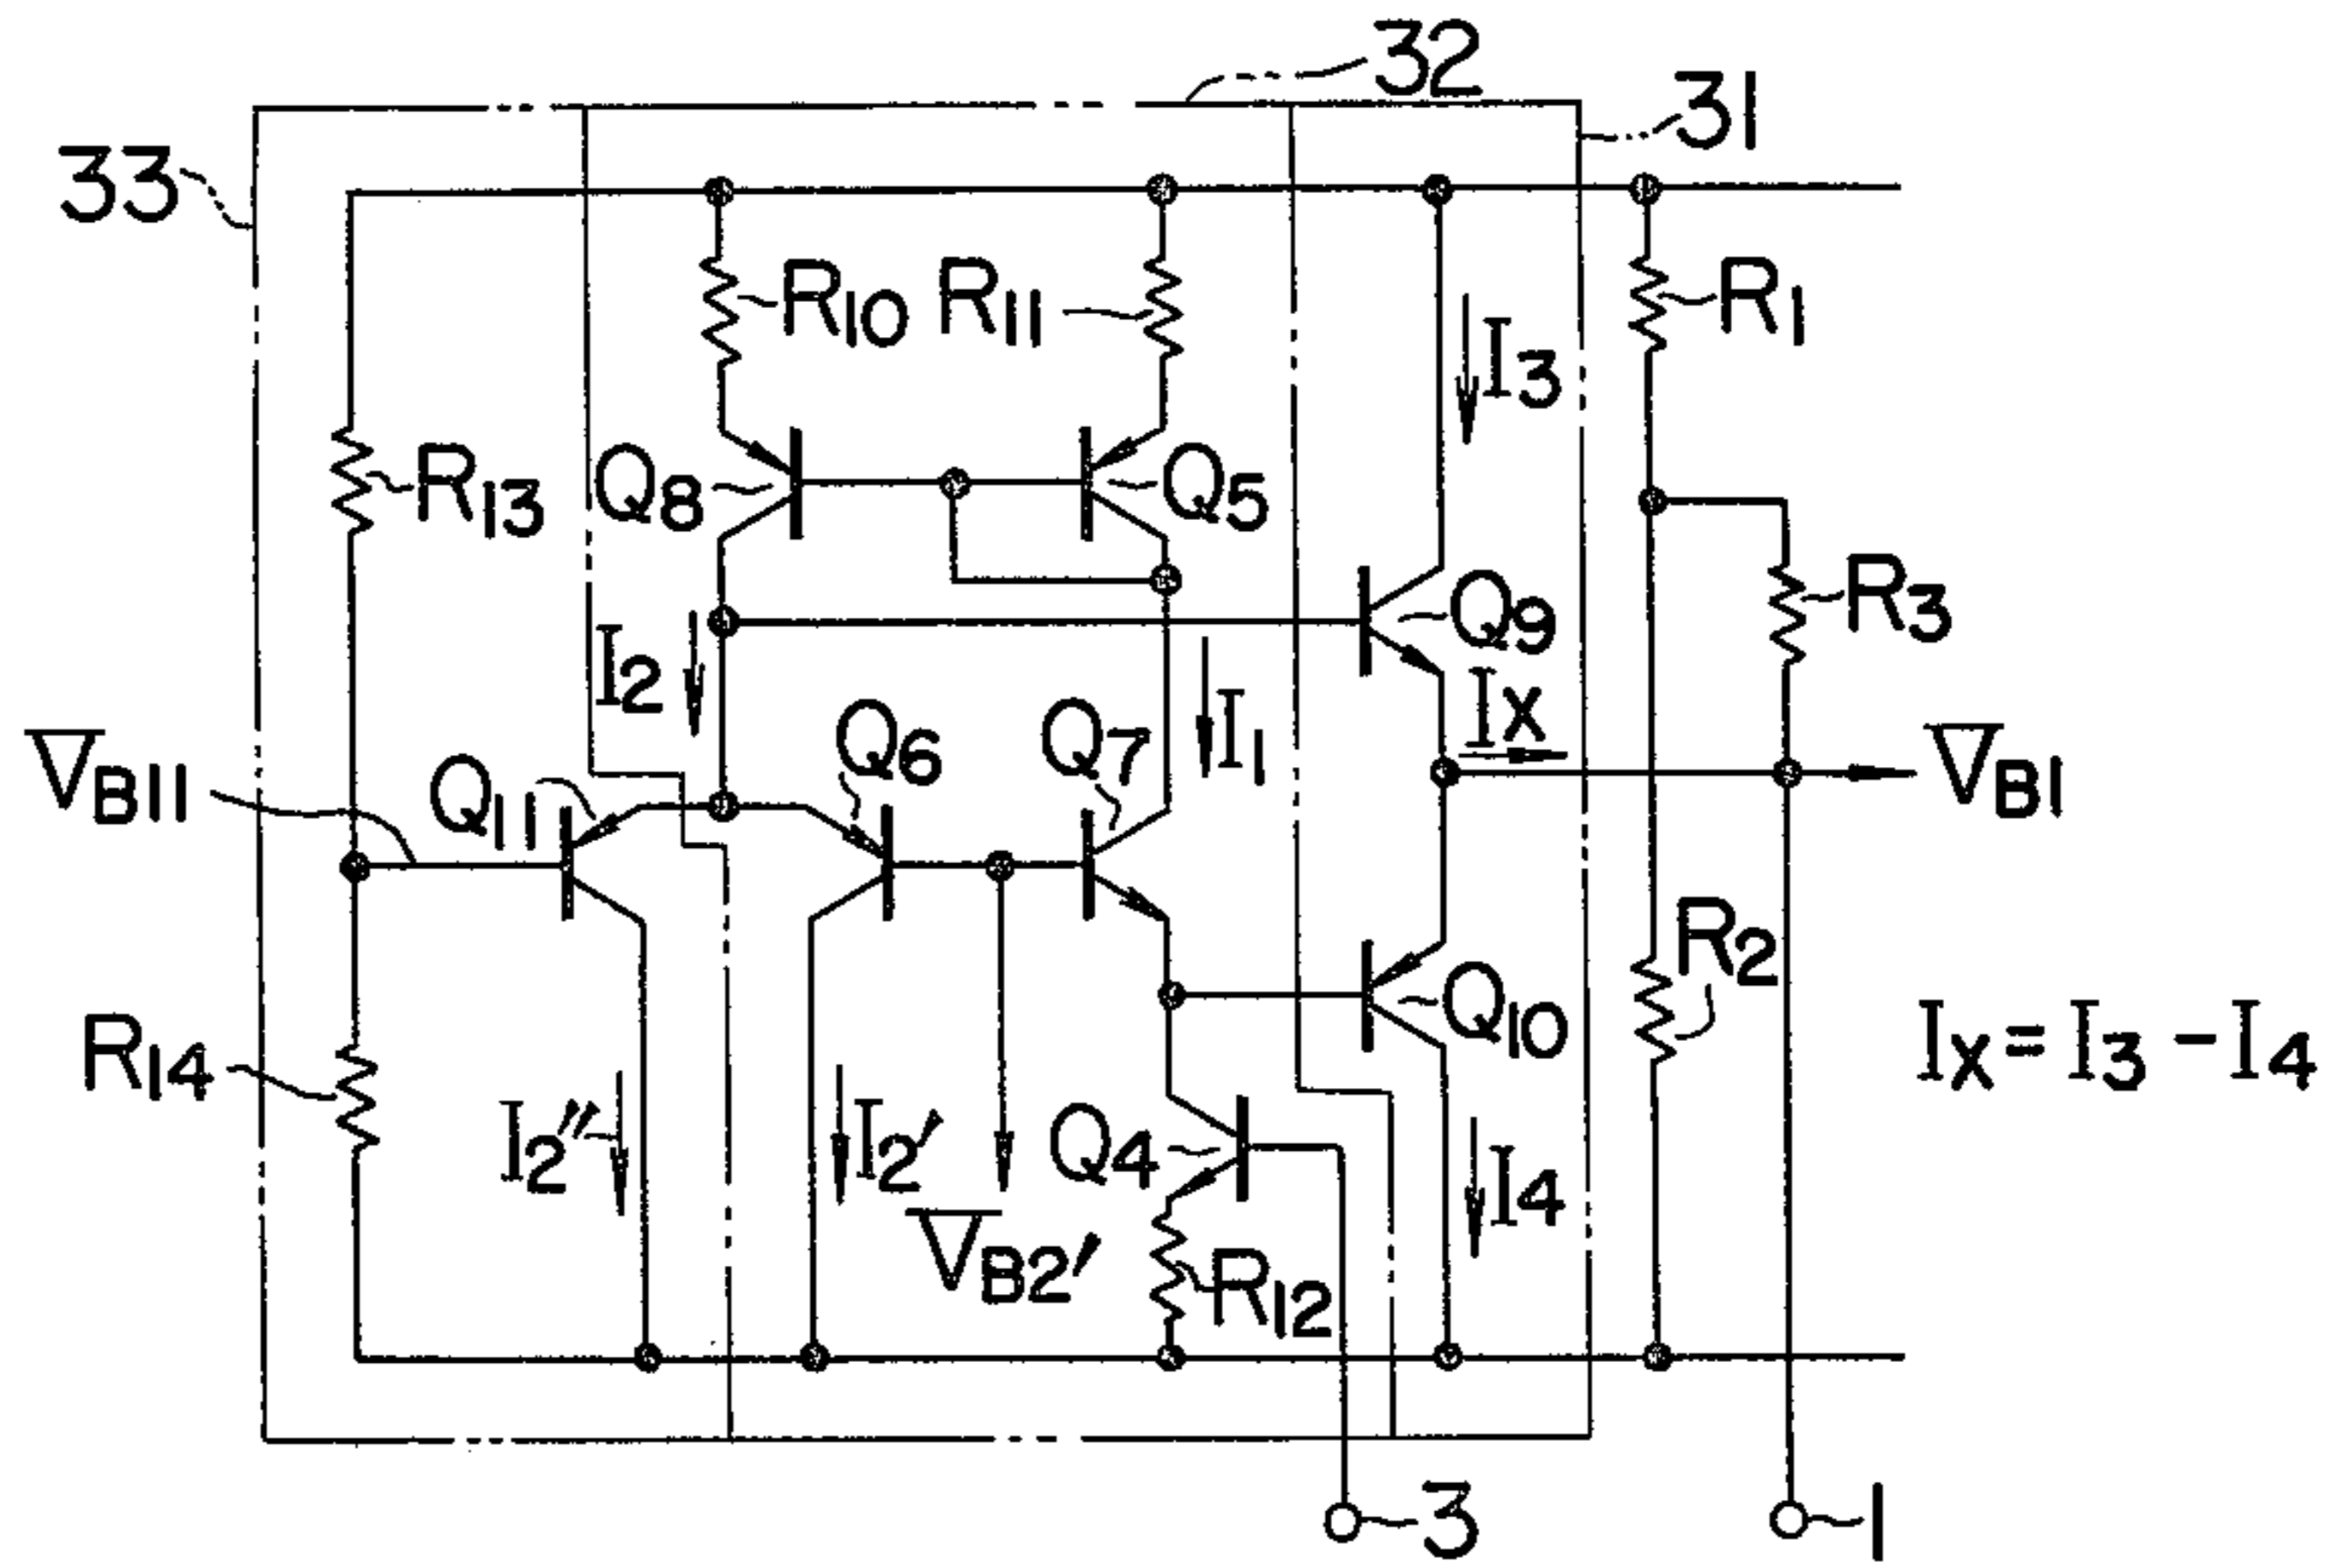 32
31
33
R10
R11
R1
I3
R13
Q8
Q5
R3
Q9
I2
Ix
Q6
Q7
I1
VB11
Q11
VB1
R2
R14
Q10
Ix = I3 - I4
I2''
I2'
Q4
I4
VB2'
R12
3
1